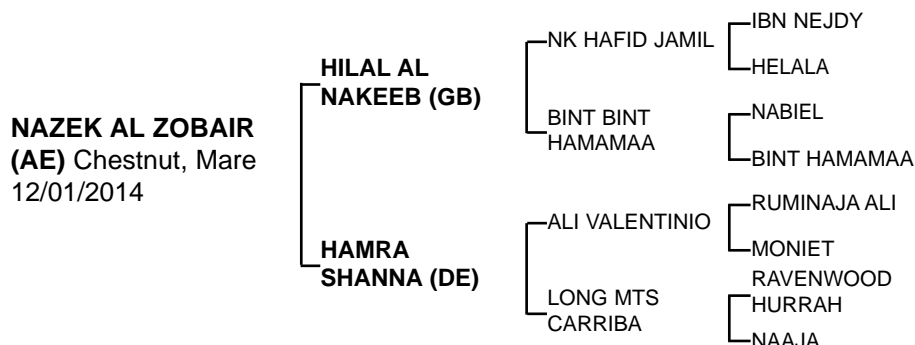 NAZEK AL ZOBAIR
(AE) Chestnut, Mare
12/01/2014
HILAL AL
NAKEEB (GB)
HAMRA
SHANNA (DE)
NK HAFID JAMIL
BINT BINT
HAMAMAA
ALI VALENTINIO
LONG MTS
CARRIBA
IBN NEJDY
HELALA
NABIEL
BINT HAMAMAA
RUMINAJA ALI
MONIET
RAVENWOOD
HURRAH
NAAJA